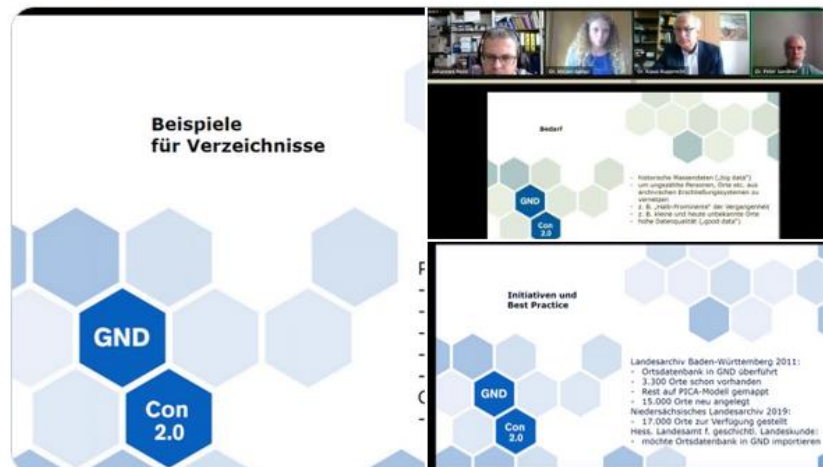 Beispiele
für Verzeichnisse
GND
Con
2.0
Dr. Klaus Rupprecht
Dr. Peter Sandner
Bedarf
- historische Massendaten („big data“)
- um ungezählte Personen, Orte etc. aus
archivischen Erschließungssystemen zu
vernetzen
- z. B. „Halb-Prominente“ der Vergangenheit
- z. B. kleine und heute unbekannte Orte
- hohe Datenqualität („good data“)
GND
Con
2.0
Initiativen und
Best Practice
Landesarchiv Baden-Württemberg 2011:
- Ortsdatenbank in GND überführt
- 3.300 Orte schon vorhanden
- Rest auf PICA-Modell gemappt
- 15.000 Orte neu angelegt
Niedersächsisches Landesarchiv 2019:
- 17.000 Orte zur Verfügung gestellt
Hess. Landesamt f. geschichtl. Landeskunde:
- möchte Ortsdatenbank in GND importieren
GND
Con
2.0